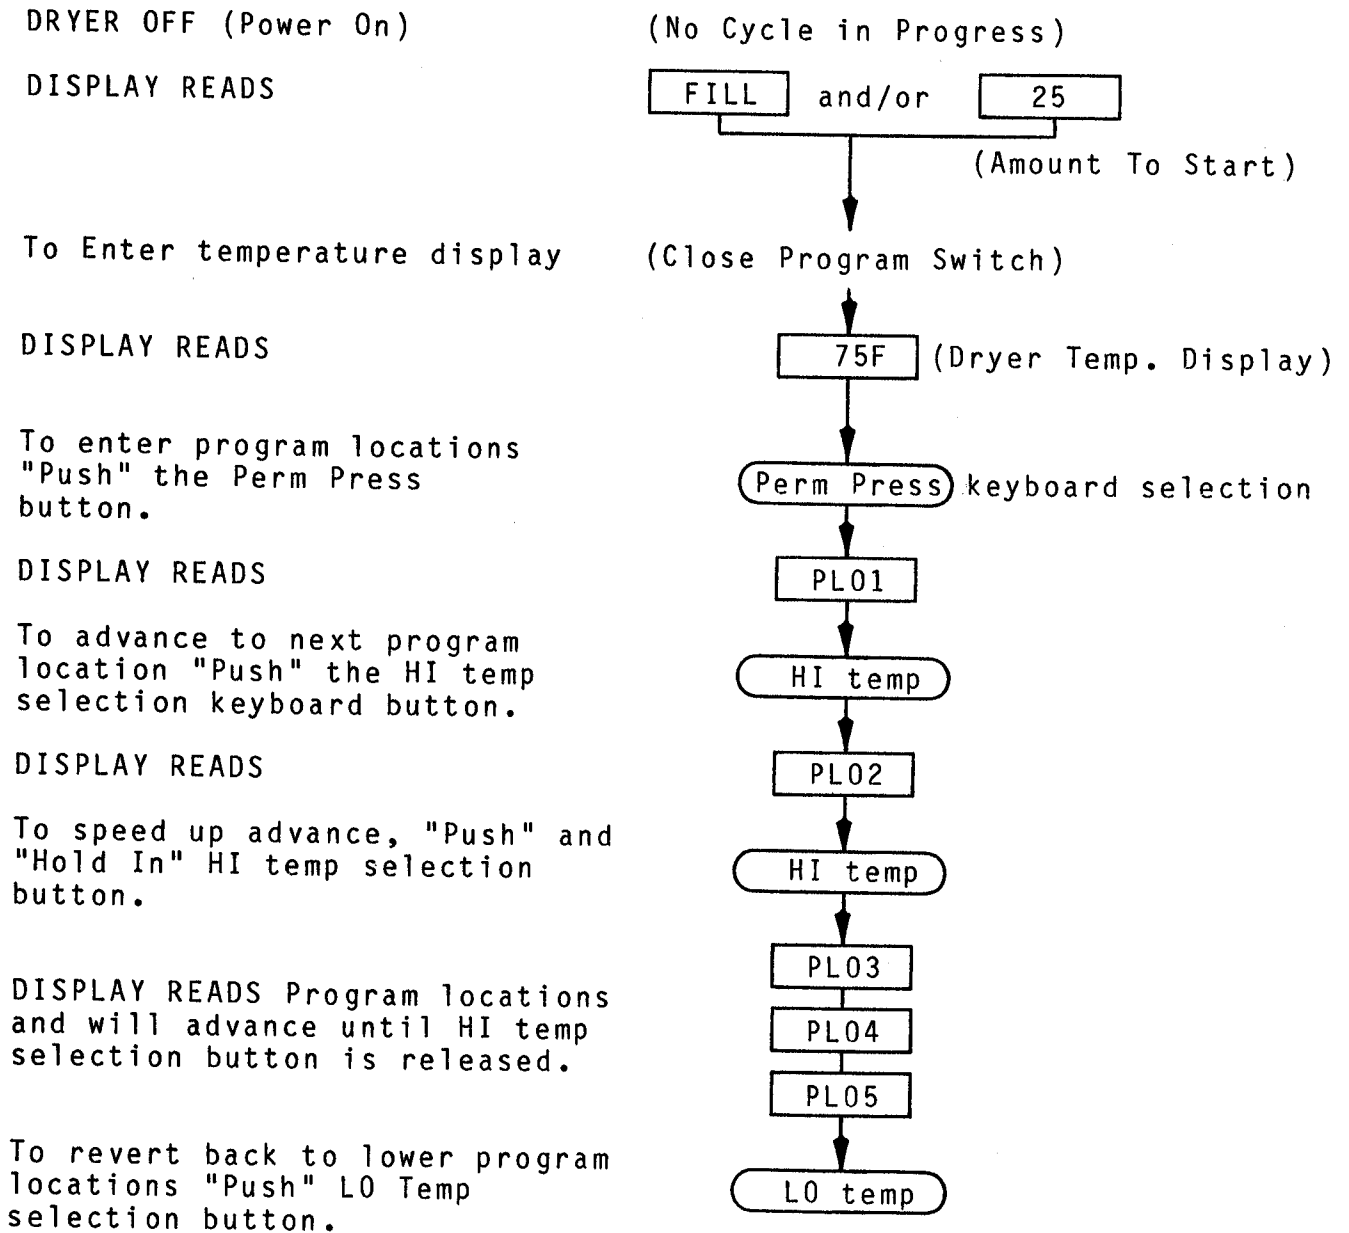 DRYER OFF (Power On) (No Cycle in Progress)
DISPLAY READS FILL and/or 25
(Amount To Start)
To Enter temperature display (Close Program Switch)
DISPLAY READS 75F (Dryer Temp. Display)
To enter program locations
"Push" the Perm Press
button.
Perm Press keyboard selection
DISPLAY READS PL01
To advance to next program
location "Push" the HI temp
selection keyboard button.
HI temp
DISPLAY READS PL02
To speed up advance, "Push" and
"Hold In" HI temp selection
button.
HI temp
PL03
DISPLAY READS Program locations
and will advance until HI temp
selection button is released.
PL04
PL05
To revert back to lower program
locations "Push" LO Temp
selection button.
LO temp